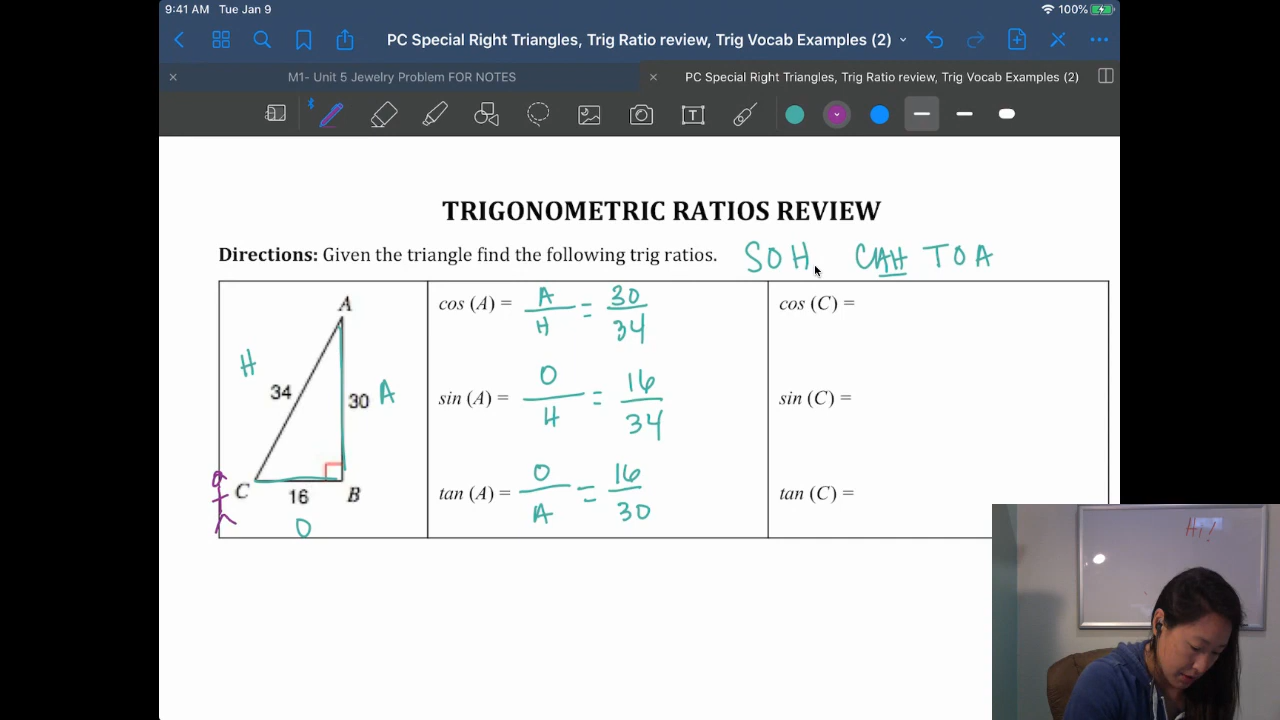 9:41 AM Tue Jan 9
100%
PC Special Right Triangles, Trig Ratio review, Trig Vocab Examples (2)
M1- Unit 5 Jewelry Problem FOR NOTES
PC Special Right Triangles, Trig Ratio review, Trig Vocab Examples (2)
T
TRIGONOMETRIC RATIOS REVIEW
Directions: Given the triangle find the following trig ratios. SOH CAH TOA
A
H
34
30 A
C
16
B
O
cos (A) = A/H = 30/34
sin (A) = O/H = 16/34
tan (A) = O/A = 16/30
cos (C) =
sin (C) =
tan (C) =
Hi!